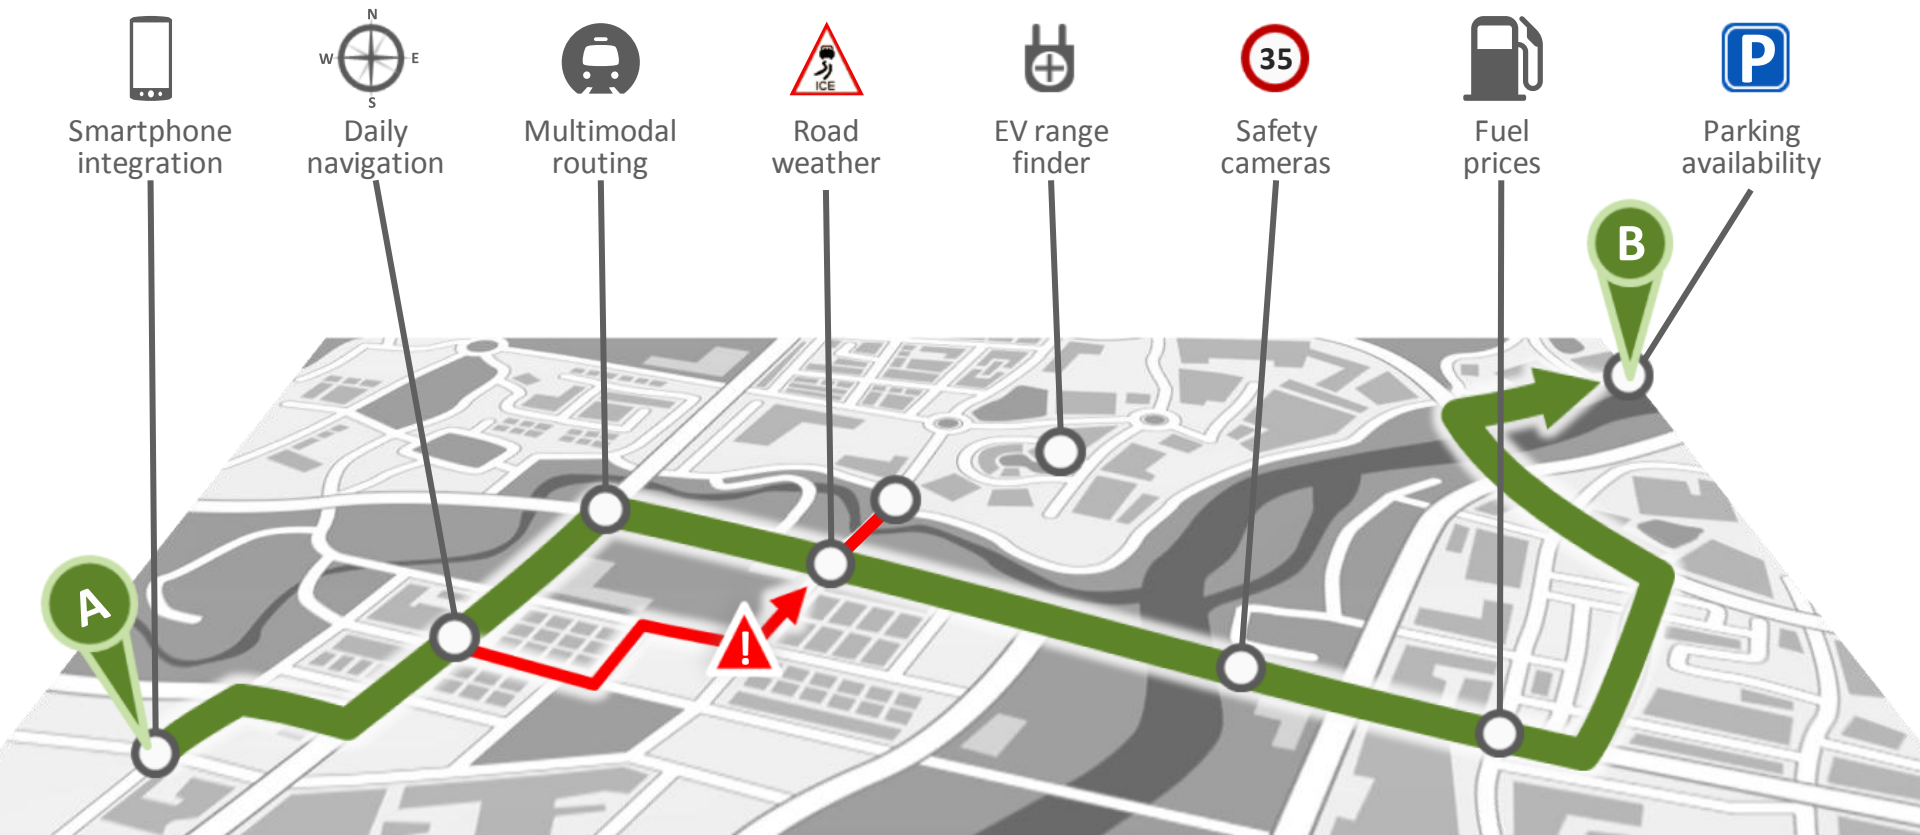 N
W E
S
ICE
35
P
Smartphone
integration
Daily
navigation
Multimodal
routing
Road
weather
EV range
finder
Safety
cameras
Fuel
prices
Parking
availability
B
A
!